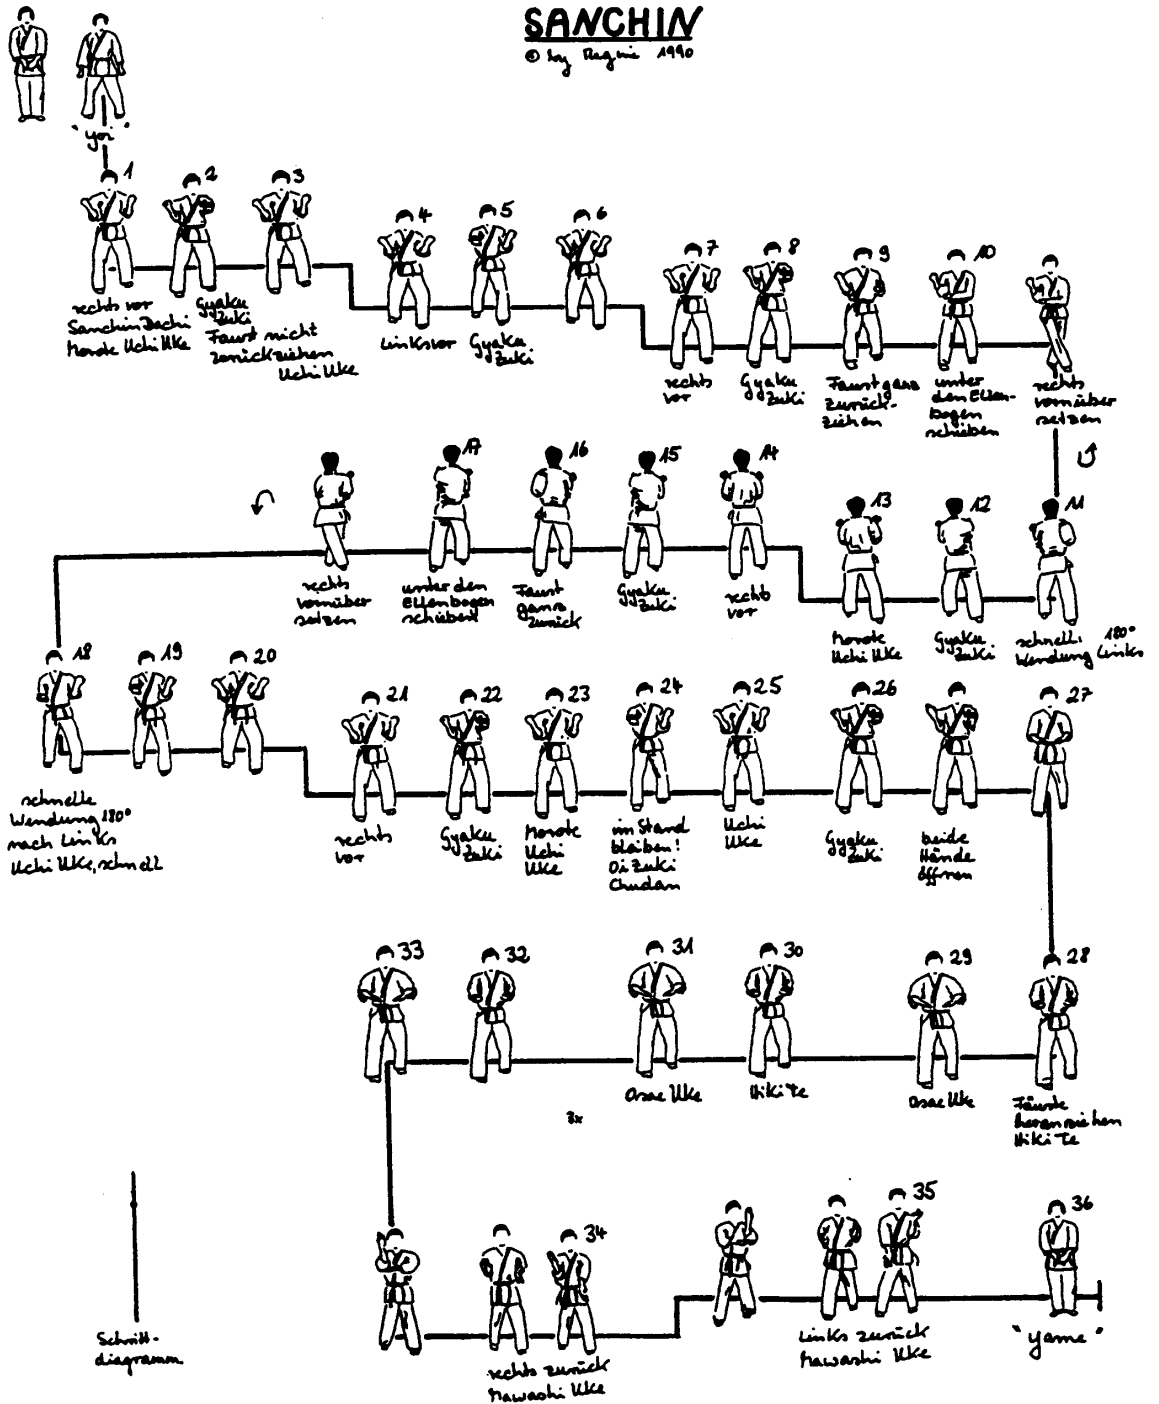 SANCHIN
© by 1990
"yoi"
1 2 3
4 5 6
7 8 9 10
rechts vor
Sanchin Dachi
Morote Uchi Uke
Gyaku
Zuki
Faust nicht
zurückziehen
Uchi Uke
Linksvor
Gyaku
Zuki
rechts
vor
Gyaku
Zuki
Faust ganz
zurück-
ziehen
unter
den Ellen-
bogen
schieben
rechts
vornüber
setzen
17 16 15 14
13 12 11
rechts
vornüber
setzen
unter den
Ellenbogen
schieben
Faust
ganz
zurück
Gyaku
Zuki
rechts
vor
Morote
Uchi Uke
Gyaku
Zuki
schnell: 180°
Wendung Links
18 19 20
21 22 23 24 25 26 27
schnelle
Wendung 180°
nach Links
Uchi Uke, schnell
rechts
vor
Gyaku
Zuki
Morote
Uchi
Uke
im Stand
bleiben!
Oi Zuki
Chudan
Uchi
Uke
Gyaku
Zuki
beide
Hände
öffnen
33 32 31 30 29 28
Osae Uke
Hiki Te
Osae Uke
Fäuste
heranziehen
Hiki Te
3x
34
35
36
Schritt-
diagramm
rechts zurück
Mawashi Uke
Links zurück
Mawashi Uke
"yame"